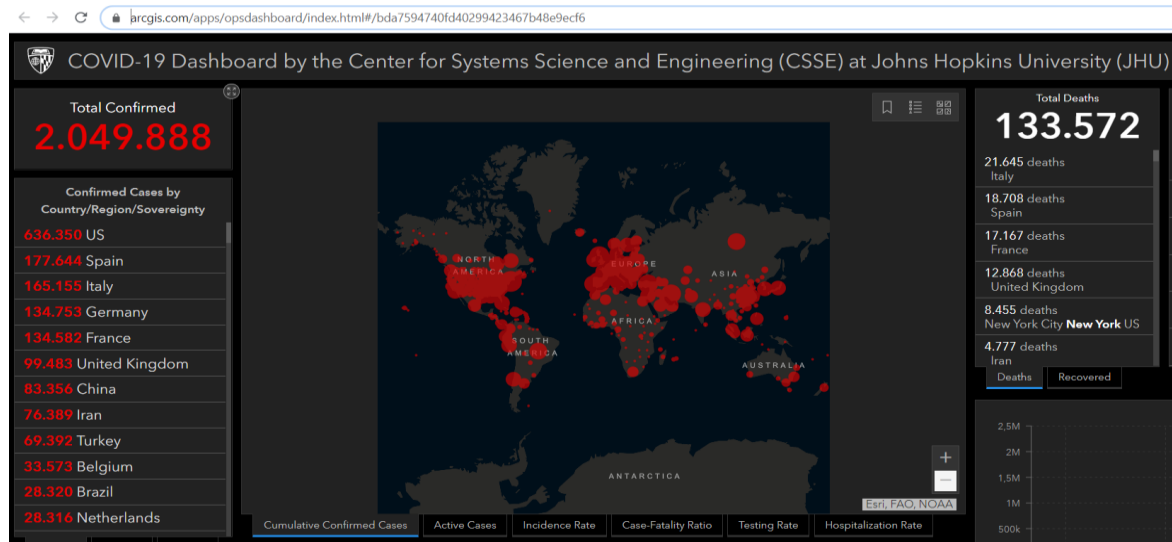 arcgis.com/apps/opsdashboard/index.html#/bda7594740fd40299423467b48e9ecf6
COVID-19 Dashboard by the Center for Systems Science and Engineering (CSSE) at Johns Hopkins University (JHU)
Total Confirmed
2.049.888
Confirmed Cases by
Country/Region/Sovereignty
636.350 US
177.644 Spain
165.155 Italy
134.753 Germany
134.582 France
99.483 United Kingdom
83.356 China
76.389 Iran
69.392 Turkey
33.573 Belgium
28.320 Brazil
28.316 Netherlands
NORTH
AMERICA
EUROPE
ASIA
AFRICA
SOUTH
AMERICA
AUSTRALIA
ANTARCTICA
+
−
Esri, FAO, NOAA
Cumulative Confirmed Cases
Active Cases
Incidence Rate
Case-Fatality Ratio
Testing Rate
Hospitalization Rate
Total Deaths
133.572
21.645 deaths
Italy
18.708 deaths
Spain
17.167 deaths
France
12.868 deaths
United Kingdom
8.455 deaths
New York City New York US
4.777 deaths
Iran
Deaths
Recovered
2,5M
2M
1,5M
1M
500k